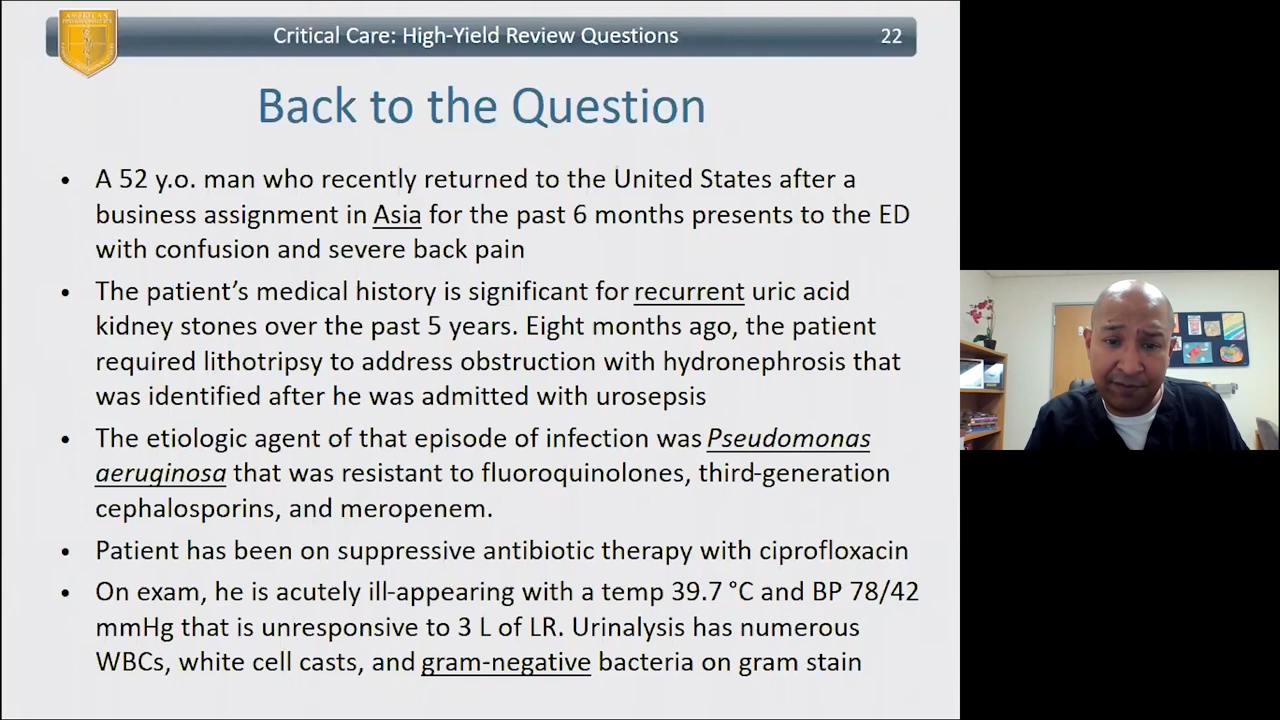 AMERICAN
Critical Care: High-Yield Review Questions
22
Back to the Question
• A 52 y.o. man who recently returned to the United States after a
business assignment in Asia for the past 6 months presents to the ED
with confusion and severe back pain
• The patient’s medical history is significant for recurrent uric acid
kidney stones over the past 5 years. Eight months ago, the patient
required lithotripsy to address obstruction with hydronephrosis that
was identified after he was admitted with urosepsis
• The etiologic agent of that episode of infection was Pseudomonas
aeruginosa that was resistant to fluoroquinolones, third-generation
cephalosporins, and meropenem.
• Patient has been on suppressive antibiotic therapy with ciprofloxacin
• On exam, he is acutely ill-appearing with a temp 39.7 °C and BP 78/42
mmHg that is unresponsive to 3 L of LR. Urinalysis has numerous
WBCs, white cell casts, and gram-negative bacteria on gram stain